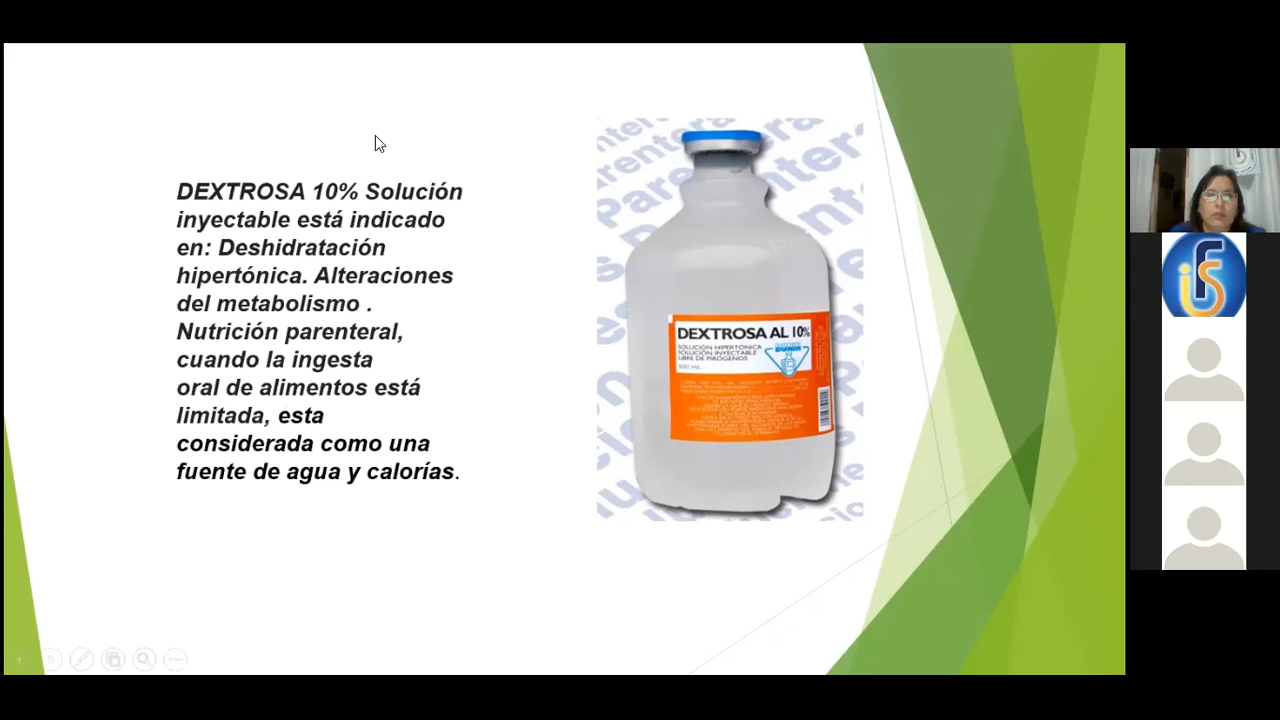 DEXTROSA 10% Solución
inyectable está indicado
en: Deshidratación
hipertónica. Alteraciones
del metabolismo .
Nutrición parenteral,
cuando la ingesta
oral de alimentos está
limitada, esta
considerada como una
fuente de agua y calorías.
DEXTROSA AL 10%
SOLUCIÓN HIPERTÓNICA
SOLUCIÓN INYECTABLE
LIBRE DE PIRÓGENOS
500 mL.